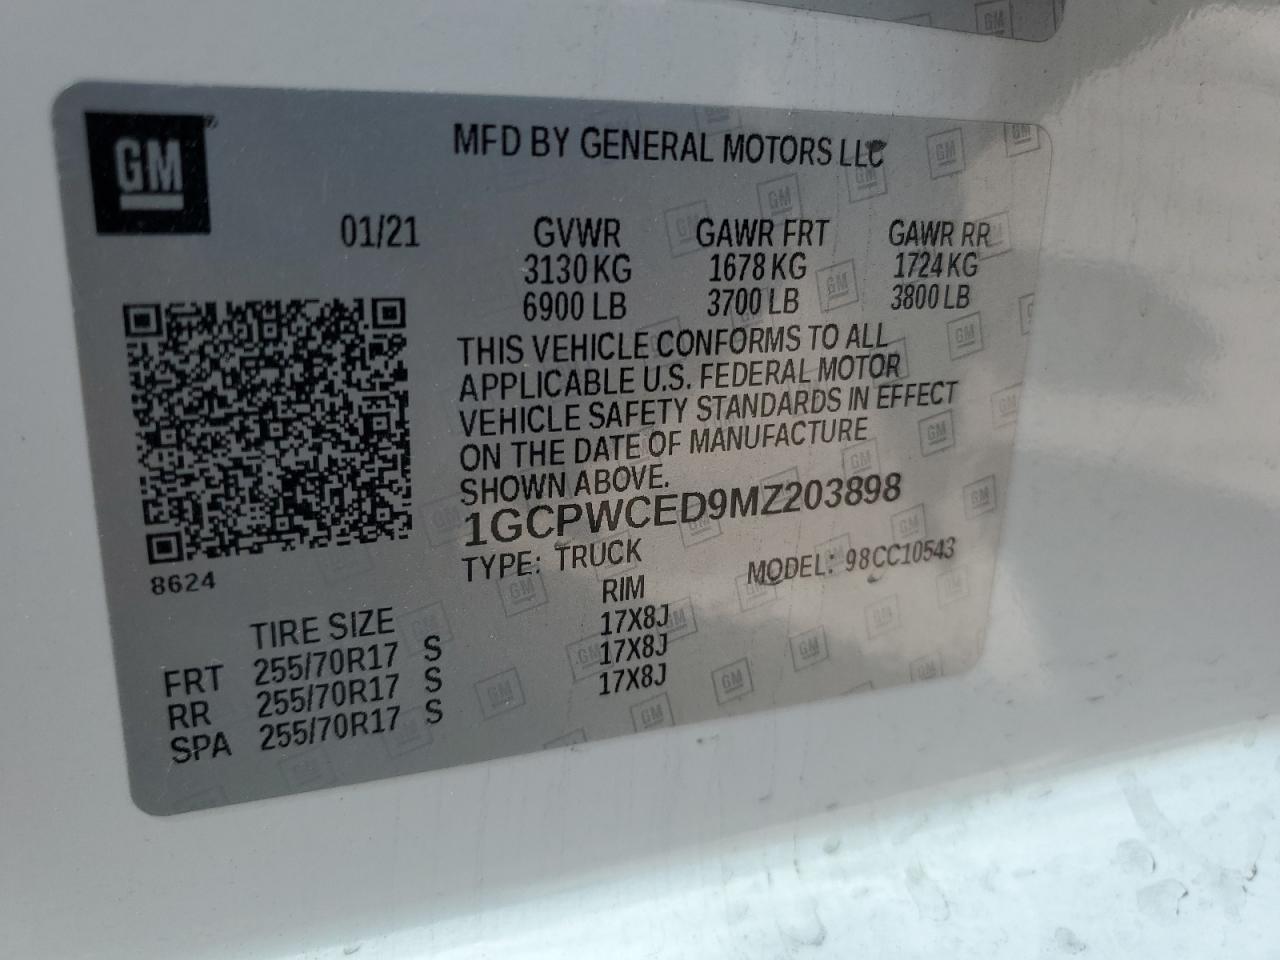 GM
MFD BY GENERAL MOTORS LLC
01/21 GVWR GAWR FRT GAWR RR
3130 KG 1678 KG 1724 KG
6900 LB 3700 LB 3800 LB
THIS VEHICLE CONFORMS TO ALL
APPLICABLE U.S. FEDERAL MOTOR
VEHICLE SAFETY STANDARDS IN EFFECT
ON THE DATE OF MANUFACTURE
SHOWN ABOVE.
1GCPWCED9MZ203898
TYPE: TRUCK MODEL: 98CC10543
8624
TIRE SIZE RIM
FRT 255/70R17 S 17X8J
RR 255/70R17 S 17X8J
SPA 255/70R17 S 17X8J